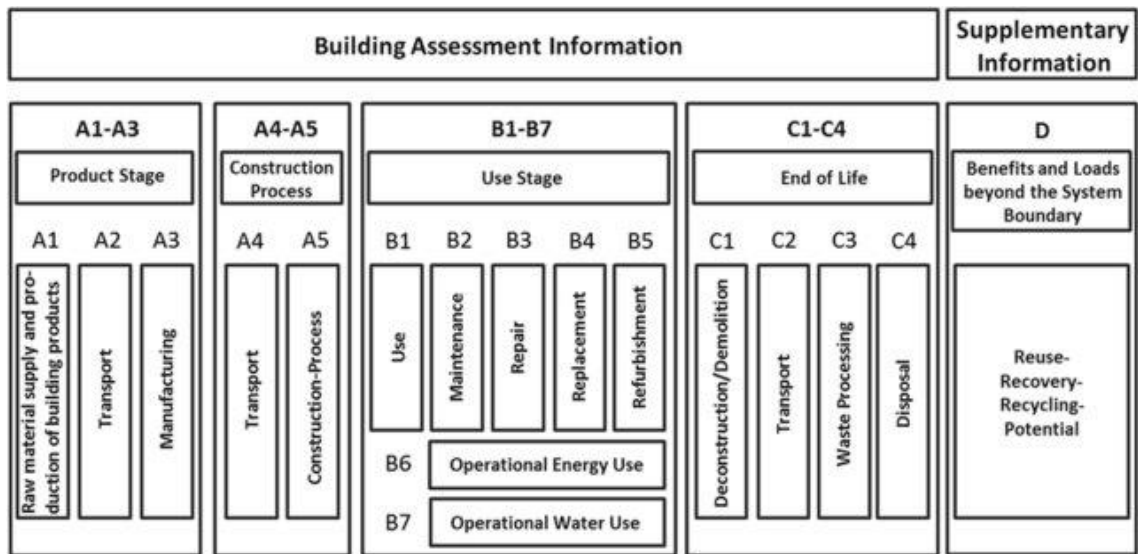 Building Assessment Information
Supplementary
Information
A1-A3
Product Stage
A1
A2
A3
Raw material supply and pro-
duction of building products
Transport
Manufacturing
A4-A5
Construction
Process
A4
A5
Transport
Construction-Process
B1-B7
Use Stage
B1
B2
B3
B4
B5
Use
Maintenance
Repair
Replacement
Refurbishment
B6
Operational Energy Use
B7
Operational Water Use
C1-C4
End of Life
C1
C2
C3
C4
Deconstruction/Demolition
Transport
Waste Processing
Disposal
D
Benefits and Loads
beyond the System
Boundary
Reuse-
Recovery-
Recycling-
Potential